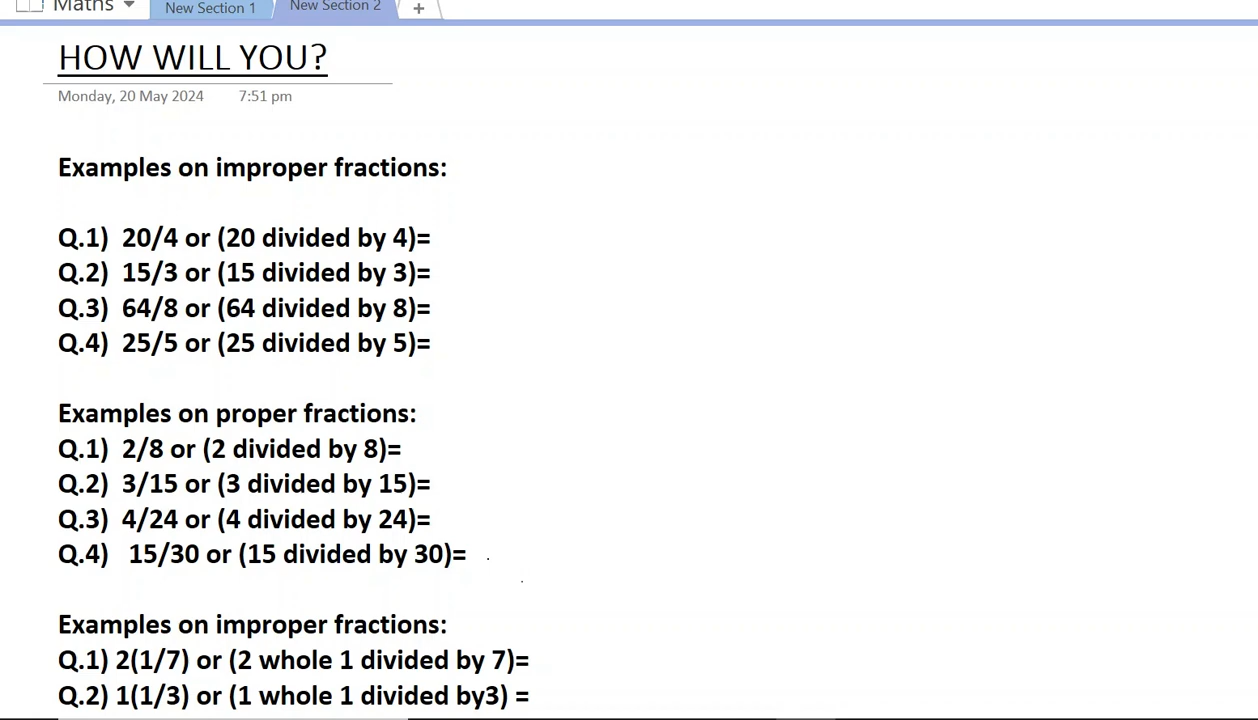 Maths New Section 1 New Section 2 +
HOW WILL YOU?
Monday, 20 May 2024 7:51 pm
Examples on improper fractions:
Q.1) 20/4 or (20 divided by 4)=
Q.2) 15/3 or (15 divided by 3)=
Q.3) 64/8 or (64 divided by 8)=
Q.4) 25/5 or (25 divided by 5)=
Examples on proper fractions:
Q.1) 2/8 or (2 divided by 8)=
Q.2) 3/15 or (3 divided by 15)=
Q.3) 4/24 or (4 divided by 24)=
Q.4) 15/30 or (15 divided by 30)=
Examples on improper fractions:
Q.1) 2(1/7) or (2 whole 1 divided by 7)=
Q.2) 1(1/3) or (1 whole 1 divided by3) =